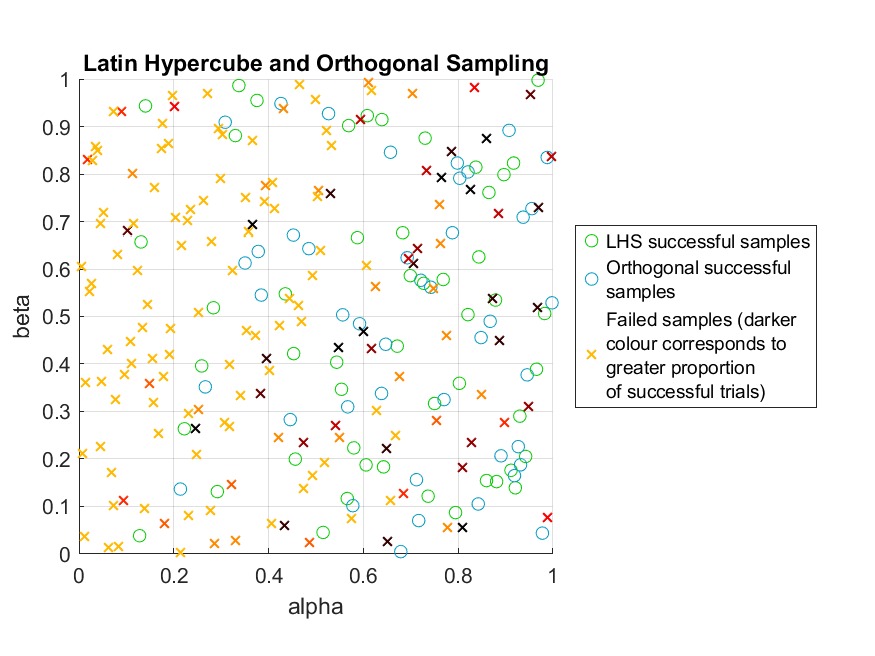 Latin Hypercube and Orthogonal Sampling
1
0.9
0.8
0.7
0.6
0.5
0.4
0.3
0.2
0.1
0
beta
0 0.2 0.4 0.6 0.8 1
alpha
LHS successful samples
Orthogonal successful
samples
Failed samples (darker
colour corresponds to
greater proportion
of successful trials)